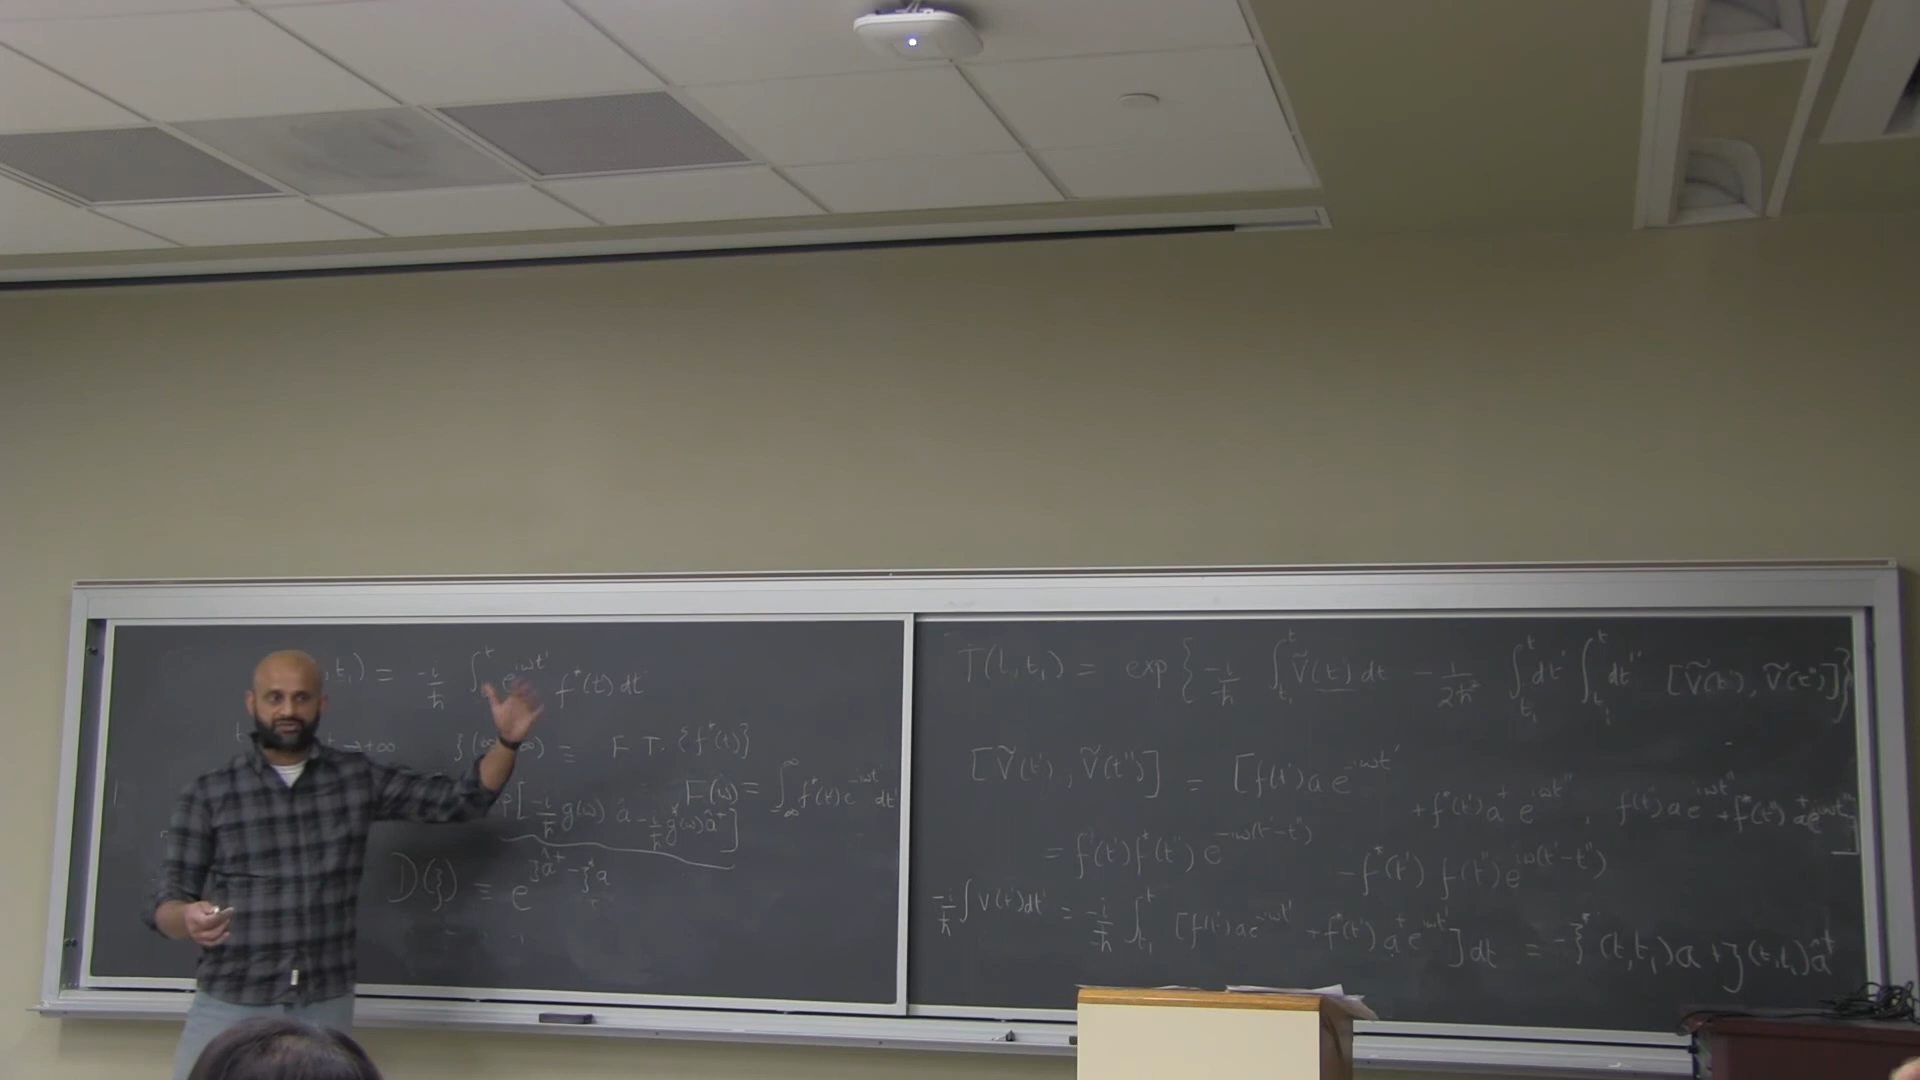 , t₁) = -i/ħ ∫^t e^{iωt'} f*(t) dt'
t → +∞ ξ(∞ ∞) = F.T. {f*(t)}
F(ω) = ∫_{-∞}^{∞} f*(t) e^{-iωt'} dt'
p[-i/ħ g(ω) â - i/ħ g*(ω) â⁺]
D(ξ) = e^{ξâ⁺ - ξ*a}
T(t, t₁) = exp{ -i/ħ ∫_{t₁}^{t} Ṽ(t) dt - 1/2ħ² ∫_{t₁}^{t} dt' ∫_{t₁}^{t} dt'' [Ṽ(t'), Ṽ(t'')] }
[Ṽ(t'), Ṽ(t'')] = [f(t') a e^{-iωt'}
+ f*(t') a⁺ e^{iωt''}, f(t'') a e^{-iωt''} + f*(t'') a⁺ e^{iωt''}]
= f(t') f*(t'') e^{-iω(t'-t'')}
- f*(t') f(t'') e^{iω(t'-t'')}
-i/ħ ∫ V(t') dt' = -i/ħ ∫_{t₁}^{t} [f(t') a e^{-iωt'} + f*(t') a⁺ e^{iωt'}] dt = -ξ*(t, t₁) a + ξ(t, t₁) â⁺